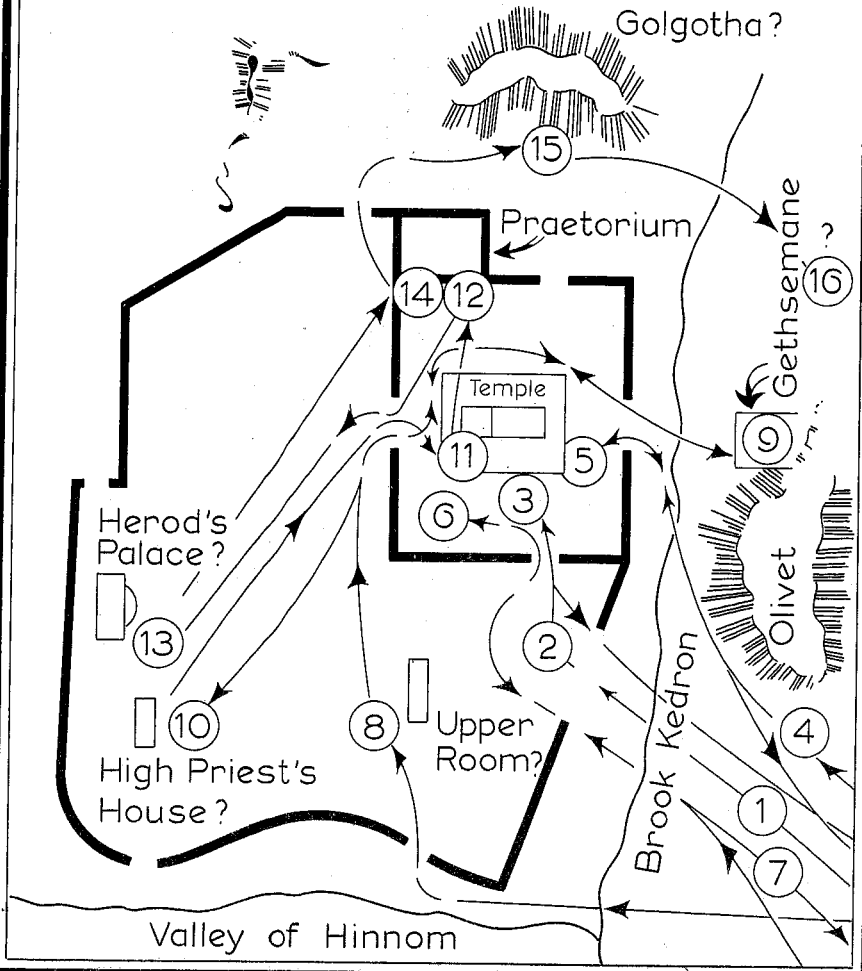 Golgotha?
15
Praetorium
Gethsemane
?
16
14
12
Temple
9
11
5
3
6
Herod's
Palace?
Olivet
13
2
10
8
Upper
Room?
Brook Kedron
4
High Priest's
House?
1
7
Valley of Hinnom